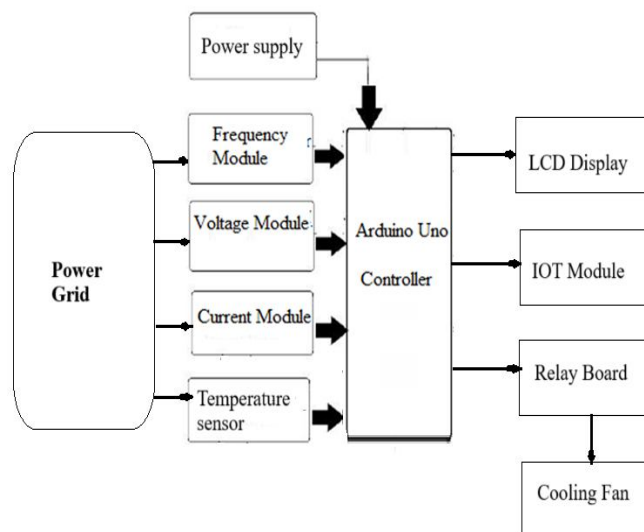 Power supply
Frequency
Module
Voltage Module
Current Module
Temperature
sensor
Power
Grid
Arduino Uno
Controller
LCD Display
IOT Module
Relay Board
Cooling Fan